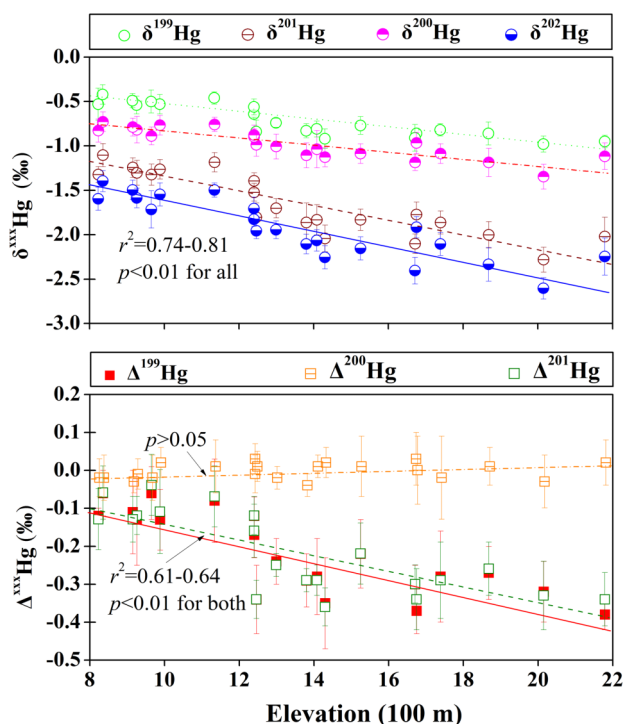 δ¹⁹⁹Hg δ²⁰¹Hg δ²⁰⁰Hg δ²⁰²Hg
0.0
-0.5
-1.0
-1.5
-2.0
-2.5
-3.0
δˣˣˣHg (‰)
r²=0.74-0.81
p<0.01 for all
Δ¹⁹⁹Hg Δ²⁰⁰Hg Δ²⁰¹Hg
0.2
0.1
0.0
-0.1
-0.2
-0.3
-0.4
-0.5
ΔˣˣˣHg (‰)
p>0.05
r²=0.61-0.64
p<0.01 for both
8 10 12 14 16 18 20 22
Elevation (100 m)